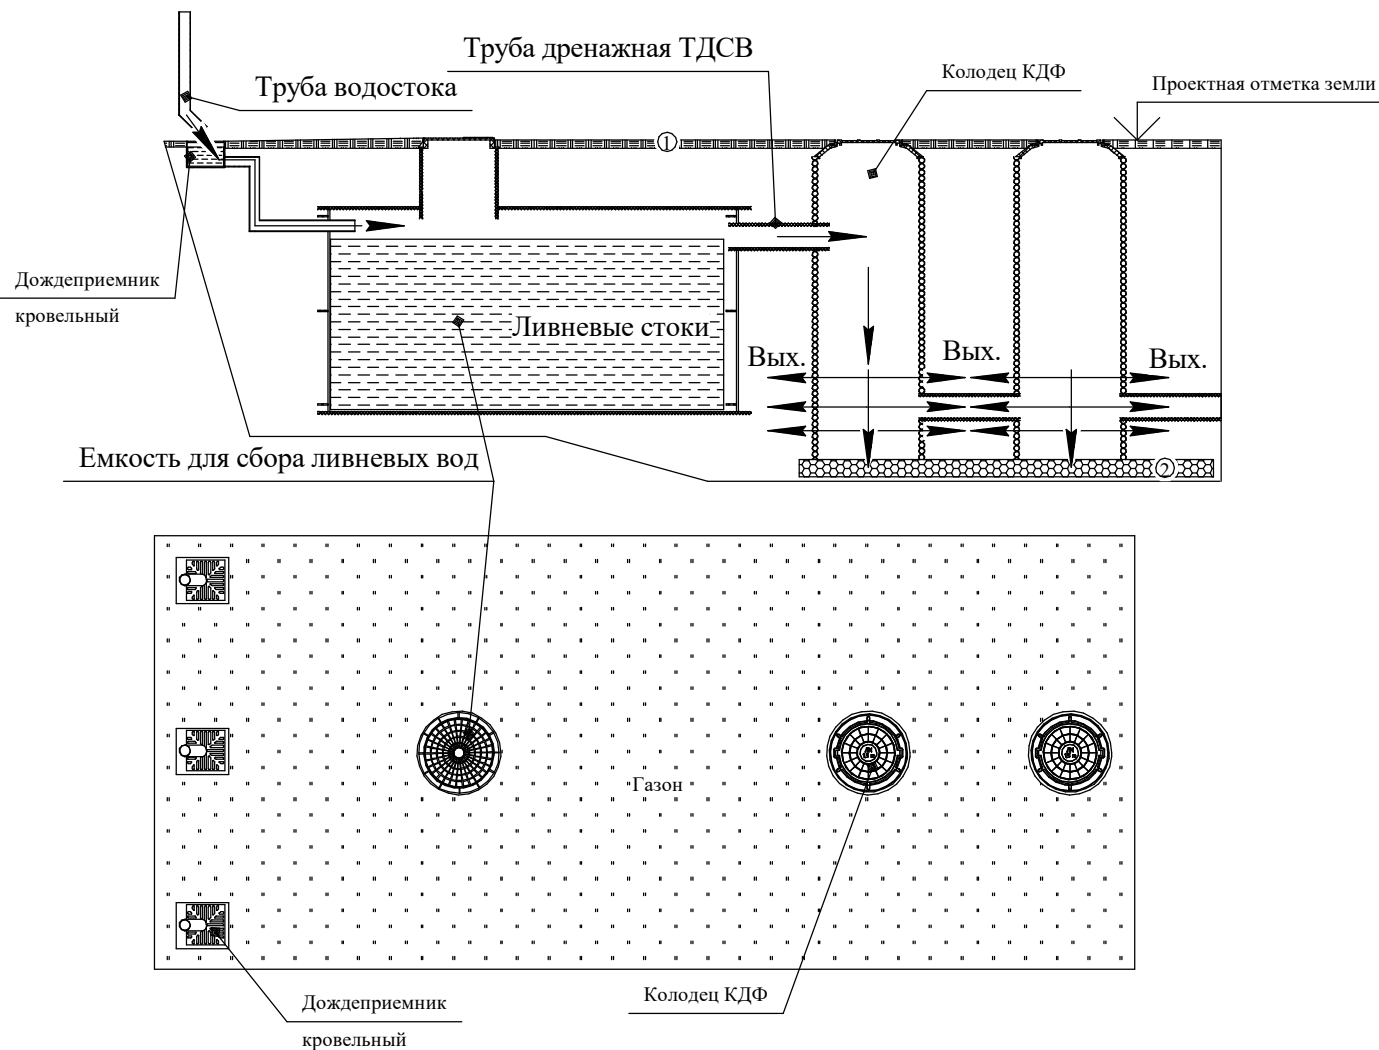 Труба дренажная ТДСВ
Колодец КДФ
Проектная отметка земли
Труба водостока
1
Дождеприемник
кровельный
Ливневые стоки
Вых.
Вых.
Вых.
Емкость для сбора ливневых вод
2
Газон
Колодец КДФ
Дождеприемник
кровельный